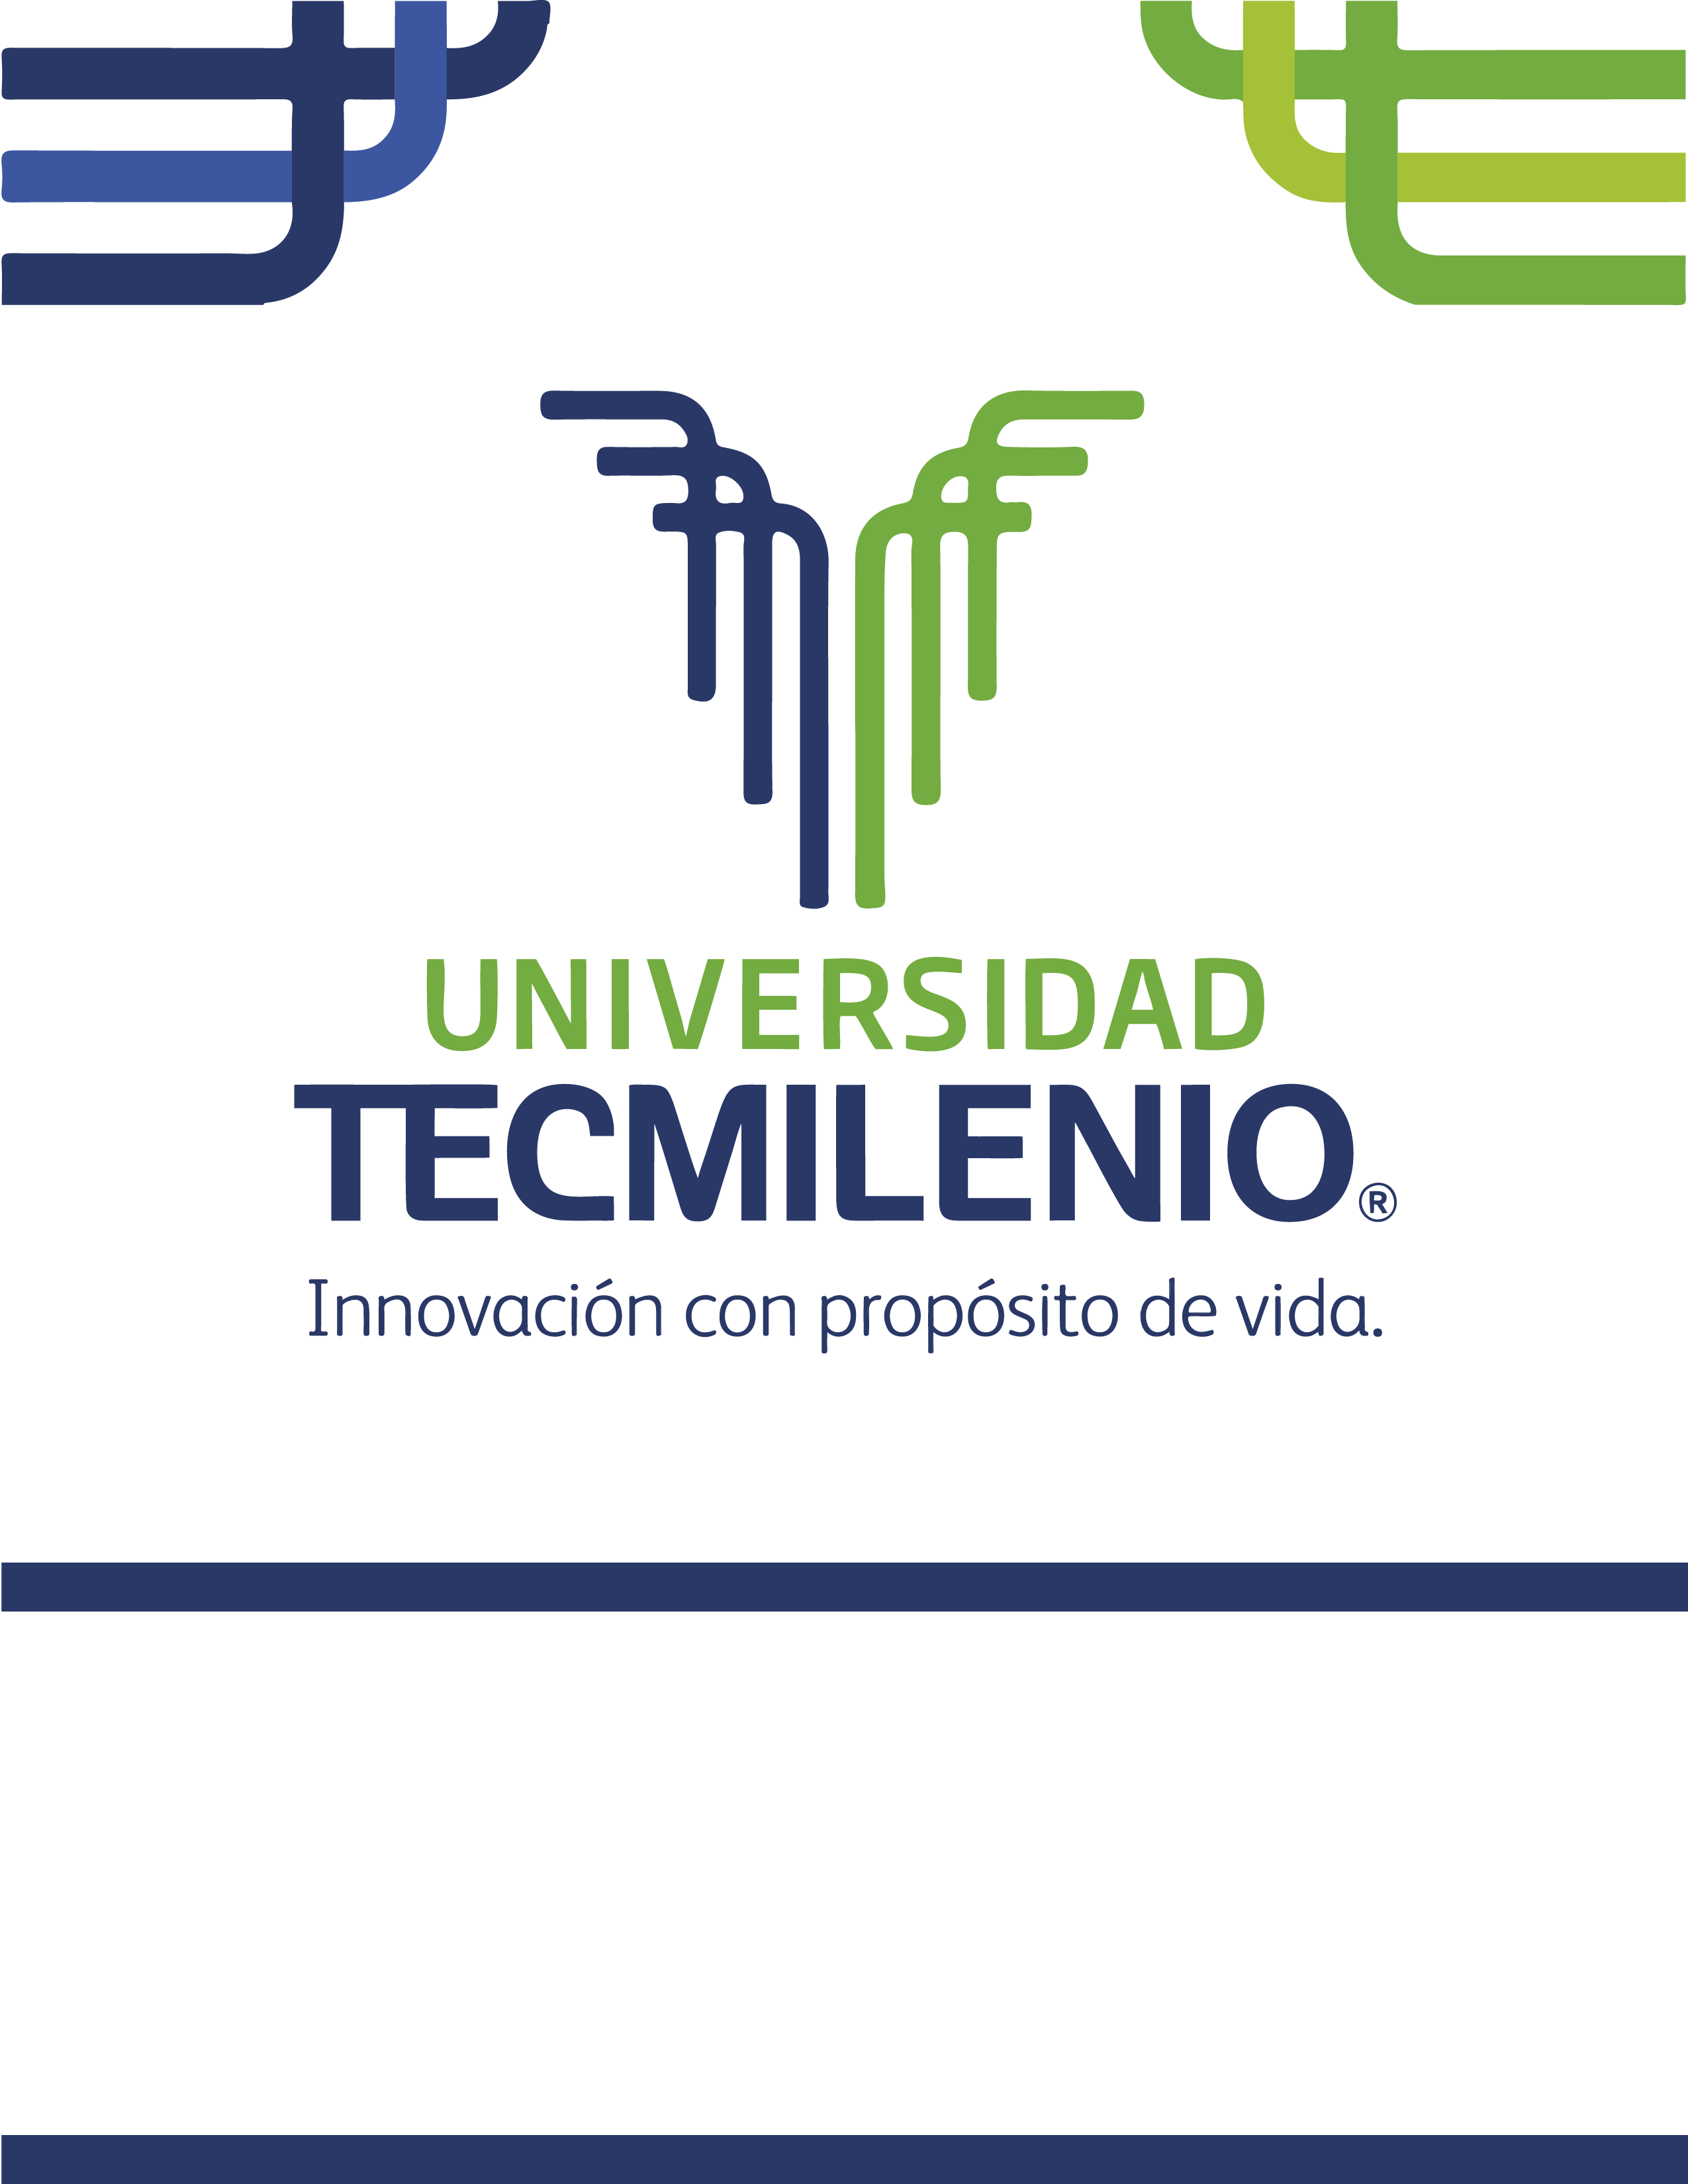 UNIVERSIDAD
TECMILENIO®
Innovación con propósito de vida.